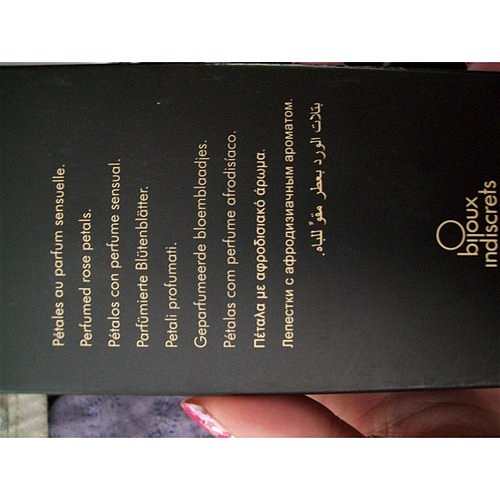 Pétales au parfum sensuelle.
Perfumed rose petals.
Pétalos con perfume sensual.
Parfümierte Blütenblätter.
Petali profumati.
Geparfumeerde bloemblaadjes.
Pétalas com perfume afrodisíaco.
Πέταλα με αφροδισιακό άρωμα.
Лепестки с афродизиачным ароматом.
بتلات الورد بعطر مقوٍّ للباه.
bijoux
indiscrets